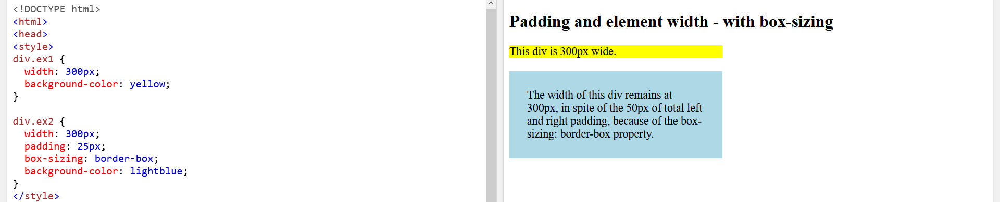 <!DOCTYPE html>
<html>
<head>
<style>
div.ex1 {
  width: 300px;
  background-color: yellow;
}

div.ex2 {
  width: 300px;
  padding: 25px;
  box-sizing: border-box;
  background-color: lightblue;
}
</style>
Padding and element width - with box-sizing
This div is 300px wide.
The width of this div remains at
300px, in spite of the 50px of total left
and right padding, because of the box-
sizing: border-box property.